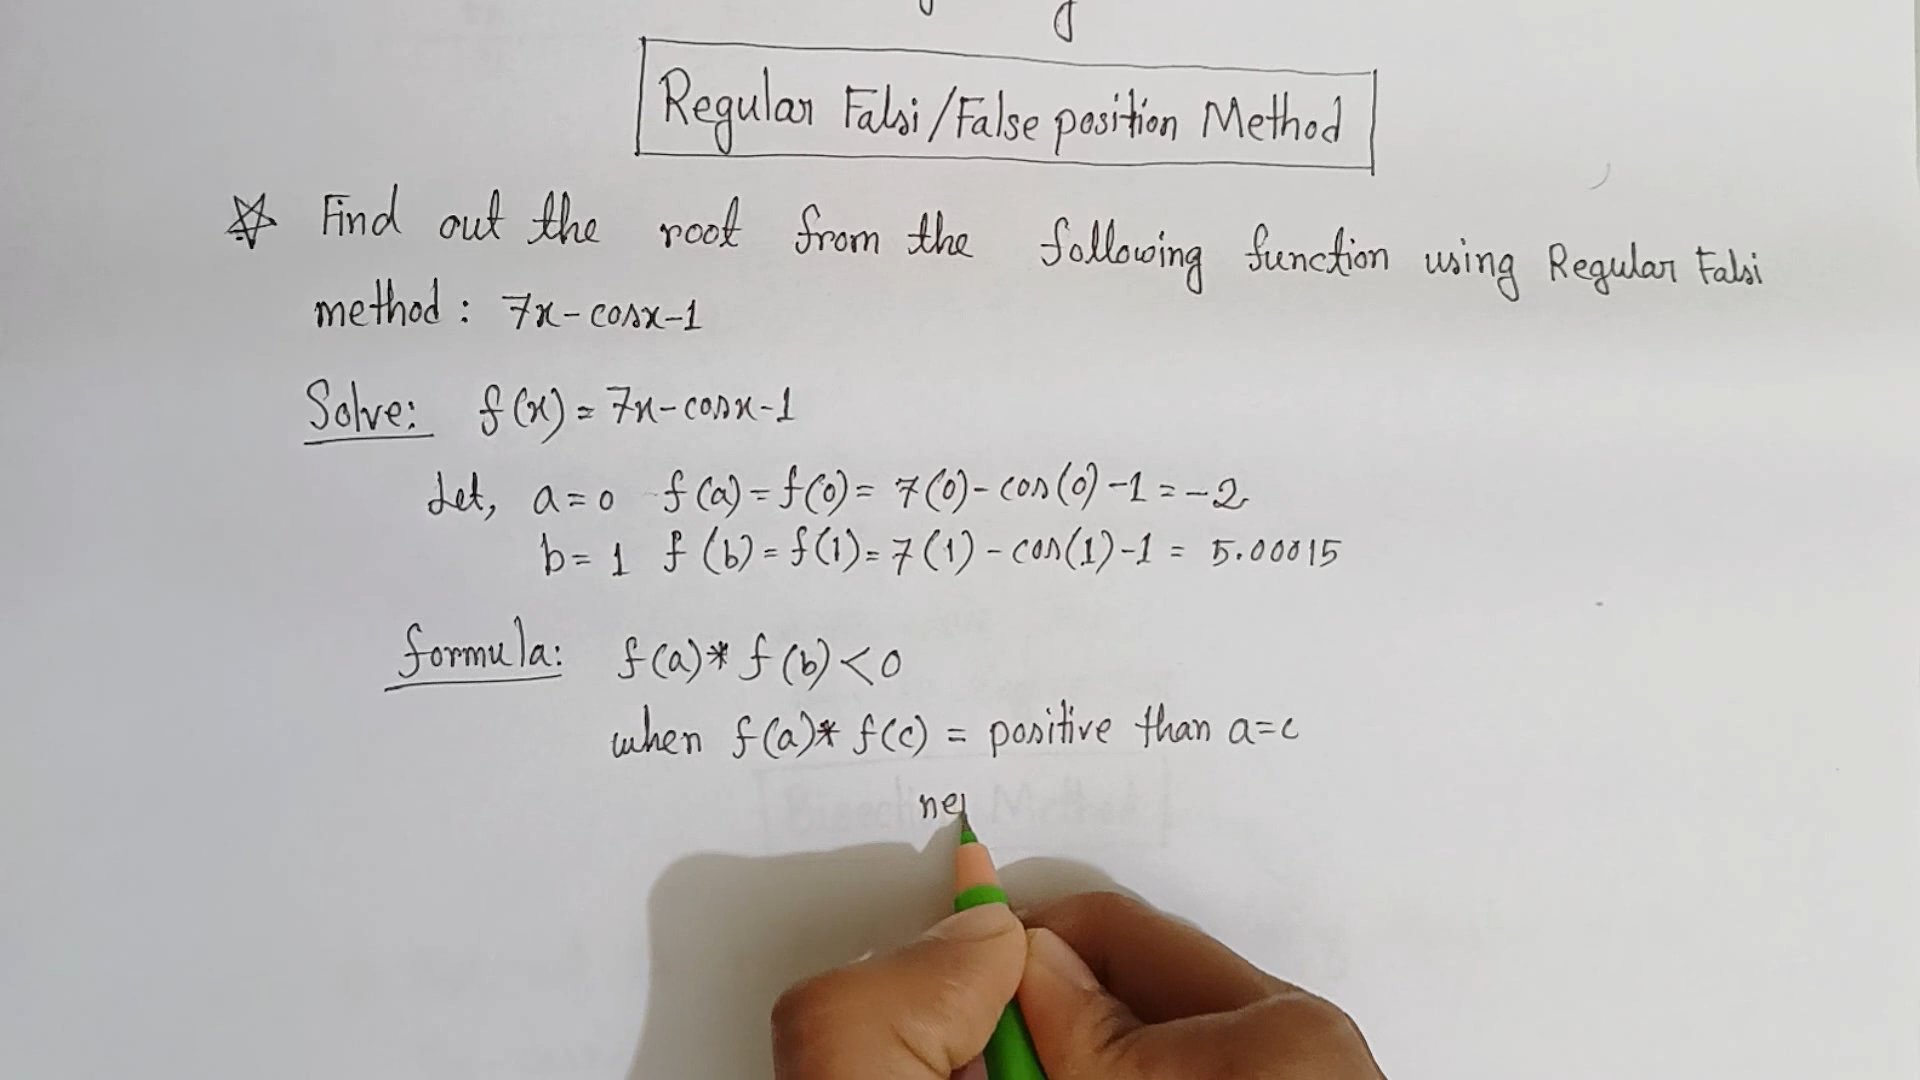 Regular Falsi/False position Method
Find out the root from the following function using Regular Falsi
method: 7x-cosx-1
Solve: f(x)=7x-cosx-1
Let, a=0 f(a)=f(0)= 7(0)-cos(0)-1=-2
b=1 f(b)=f(1)=7(1)-cos(1)-1= 5.00015
formula: f(a)*f(b)<0
when f(a)*f(c) = positive than a=c